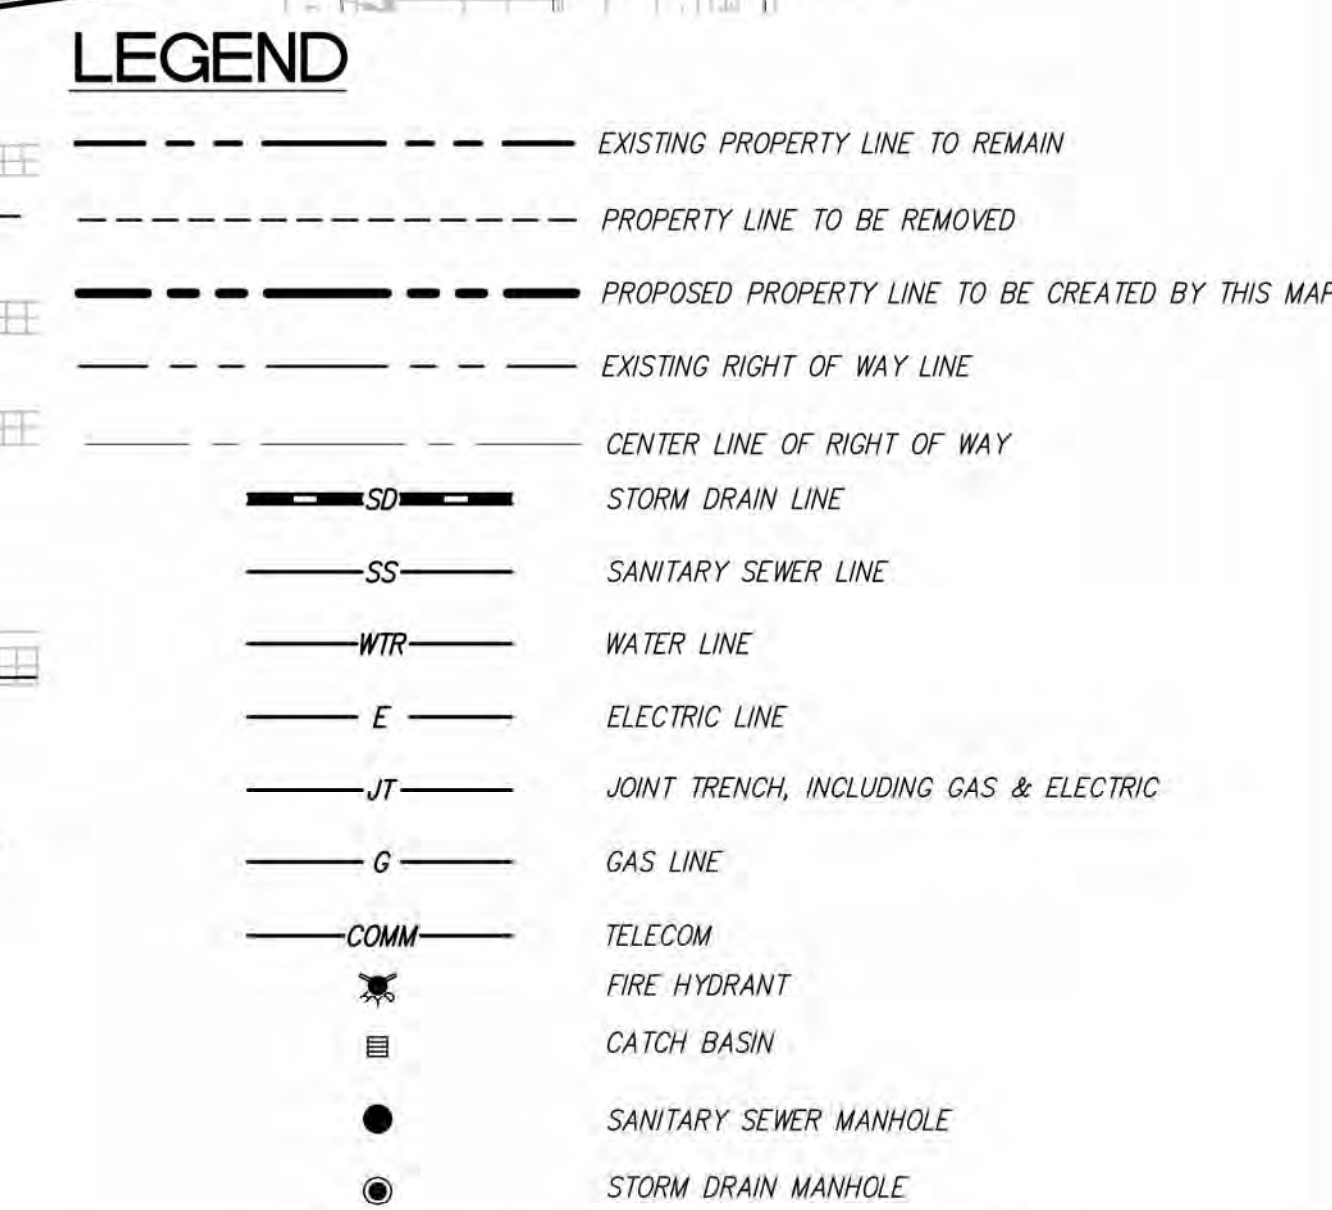 LEGEND
EXISTING PROPERTY LINE TO REMAIN
PROPERTY LINE TO BE REMOVED
PROPOSED PROPERTY LINE TO BE CREATED BY THIS MAP
EXISTING RIGHT OF WAY LINE
CENTER LINE OF RIGHT OF WAY
SD STORM DRAIN LINE
SS SANITARY SEWER LINE
WTR WATER LINE
E ELECTRIC LINE
JT JOINT TRENCH, INCLUDING GAS & ELECTRIC
G GAS LINE
COMM TELECOM
FIRE HYDRANT
CATCH BASIN
SANITARY SEWER MANHOLE
STORM DRAIN MANHOLE